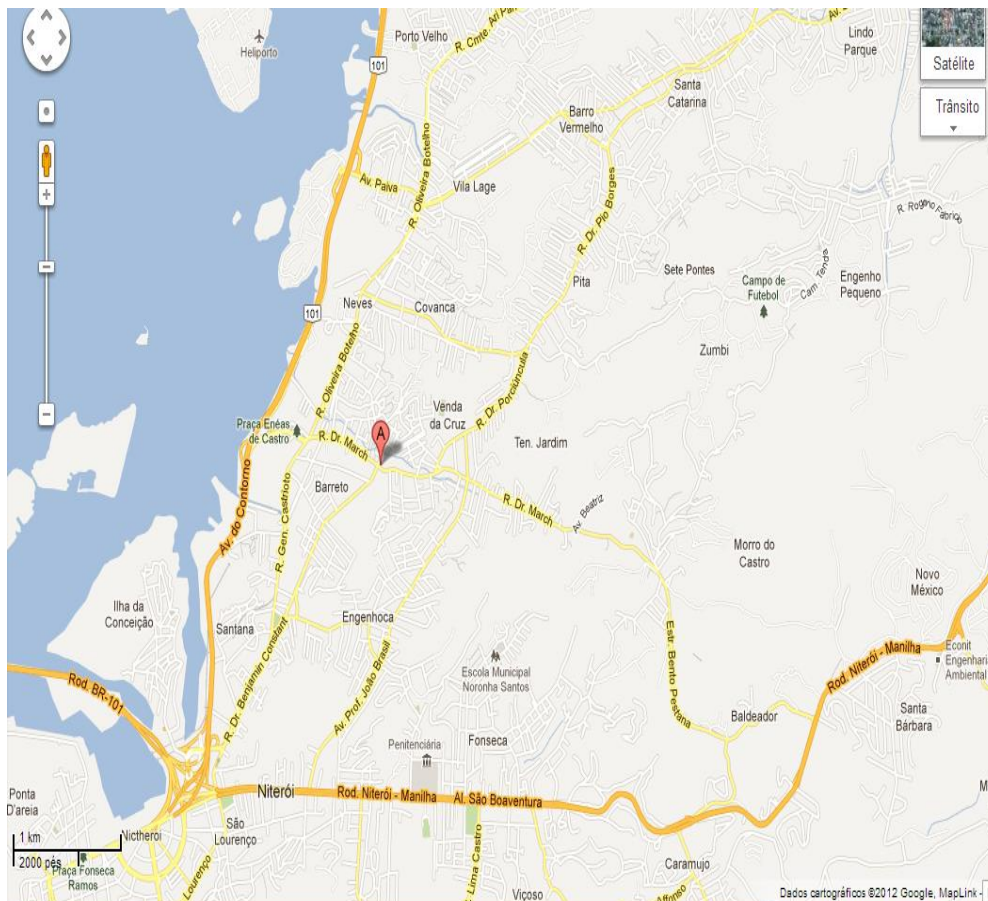 Porto Velho
R. Cmte. Ari Par
Lindo
Parque
Satélite
Heliporto
101
Santa
Catarina
Trânsito
Barro
Vermelho
R. Oliveira Botelho
Av. Paiva
Vila Lage
R. Dr. Pio Borges
Sete Pontes
Campo de
Futebol
Cam Tenda
Engenho
Pequeno
Pita
Neves
Covanca
101
Zumbi
R. Oliveira Botelho
R. Dr. Porciúncula
Venda
da Cruz
Praça Enéas
de Castro
R. Dr. March
A
Ten. Jardim
Barreto
R. Dr. March
Av. Beatriz
Av. do Contorno
R. Gen. Castrioto
Morro do
Castro
Novo
México
Ilha da
Conceição
Santana
Engenhoca
R. Dr. Benjamin Constant
Av. Prof. João Brasil
Escola Municipal
Noronha Santos
Estr. Bento Pestana
Rod. Niterói - Manilha
Econit
Engenhari
Ambiental
Rod. BR-101
Santa
Bárbara
Baldeador
Penitenciária
Fonseca
Ponta
D'areia
Niterói
Rod. Niterói - Manilha
Al. São Boaventura
São
Lourenço
Nictheroi
1 km
2000 pés
Praça Fonseca
Ramos
Lourenço
Lima Castro
Viçoso
Caramujo
Affonso
Dados cartográficos ©2012 Google, MapLink -